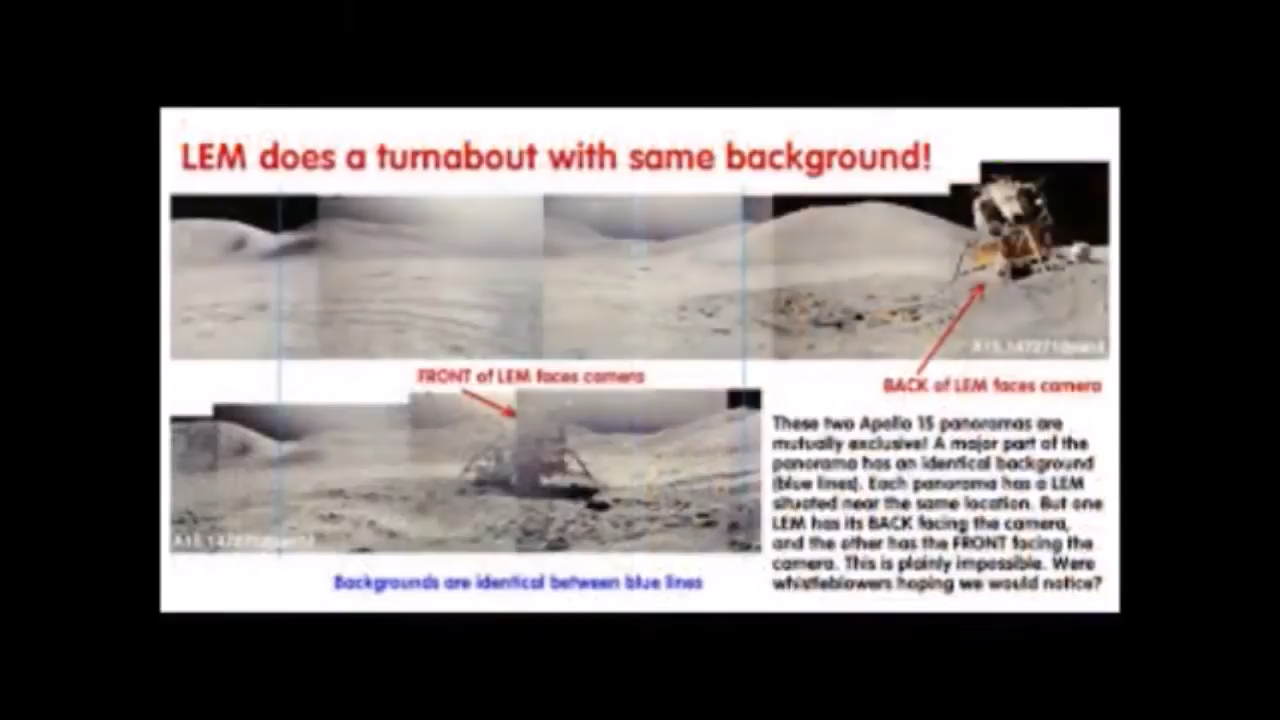 LEM does a turnabout with same background!
BACK of LEM faces camera
FRONT of LEM faces camera
These two Apollo 15 panoramas are
mutually exclusive! A major part of the
panorama has an identical background
(blue lines). Each panorama has a LEM
situated near the same location. But one
LEM has its BACK facing the camera,
and the other has the FRONT facing the
camera. This is plainly impossible. Were
whistleblowers hoping we would notice?
Backgrounds are identical between blue lines